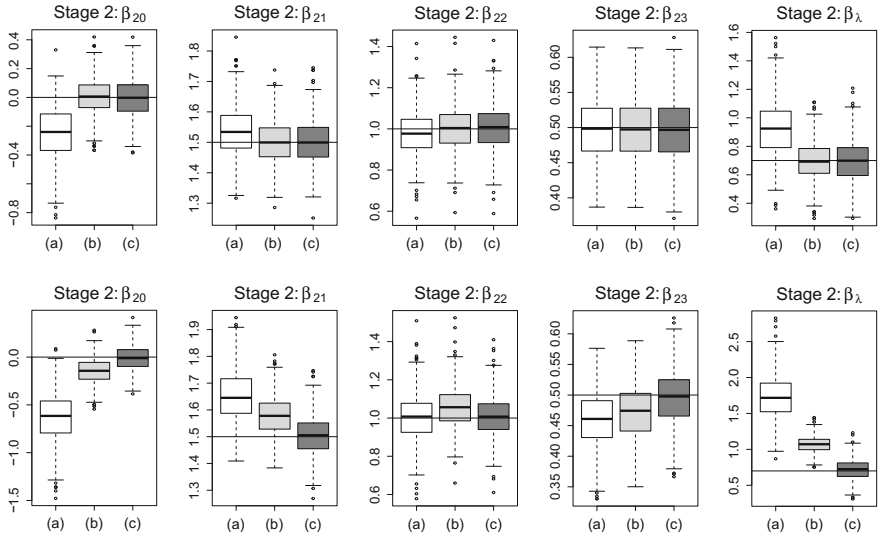 Stage 2: β20 Stage 2: β21 Stage 2: β22 Stage 2: β23 Stage 2: βλ
0.4 0.0 −0.4 −0.8
1.8 1.7 1.6 1.5 1.4 1.3
1.4 1.2 1.0 0.8 0.6
0.60 0.55 0.50 0.45 0.40
1.6 1.4 1.2 1.0 0.8 0.6 0.4
(a) (b) (c) (a) (b) (c) (a) (b) (c) (a) (b) (c) (a) (b) (c)
Stage 2: β20 Stage 2: β21 Stage 2: β22 Stage 2: β23 Stage 2: βλ
0.0 −0.5 −1.0 −1.5
1.9 1.8 1.7 1.6 1.5 1.4 1.3
1.4 1.2 1.0 0.8 0.6
0.60 0.55 0.50 0.45 0.40 0.35
2.5 2.0 1.5 1.0 0.5
(a) (b) (c) (a) (b) (c) (a) (b) (c) (a) (b) (c) (a) (b) (c)